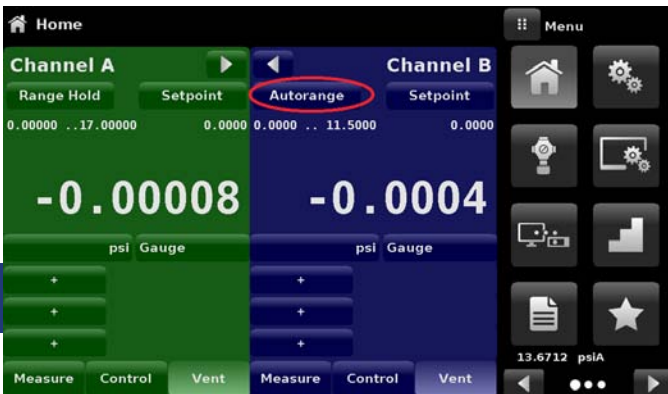 Home
Menu
Channel A
Channel B
Range Hold Setpoint
Autorange Setpoint
0.00000 ..17.00000 0.0000
0.0000 .. 11.5000 0.0000
-0.00008
-0.0004
psi Gauge
psi Gauge
+
+
+
+
+
+
13.6712 psiA
Measure Control Vent
Measure Control Vent